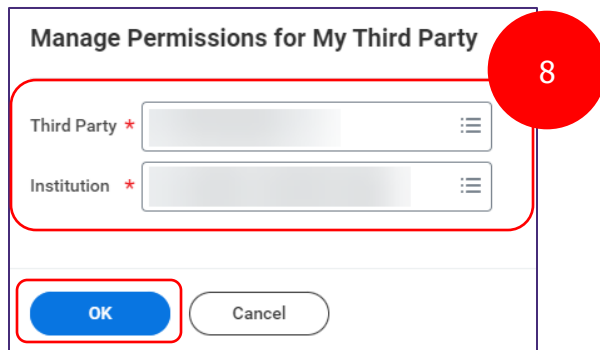 Manage Permissions for My Third Party
8
Third Party *
Institution *
OK
Cancel